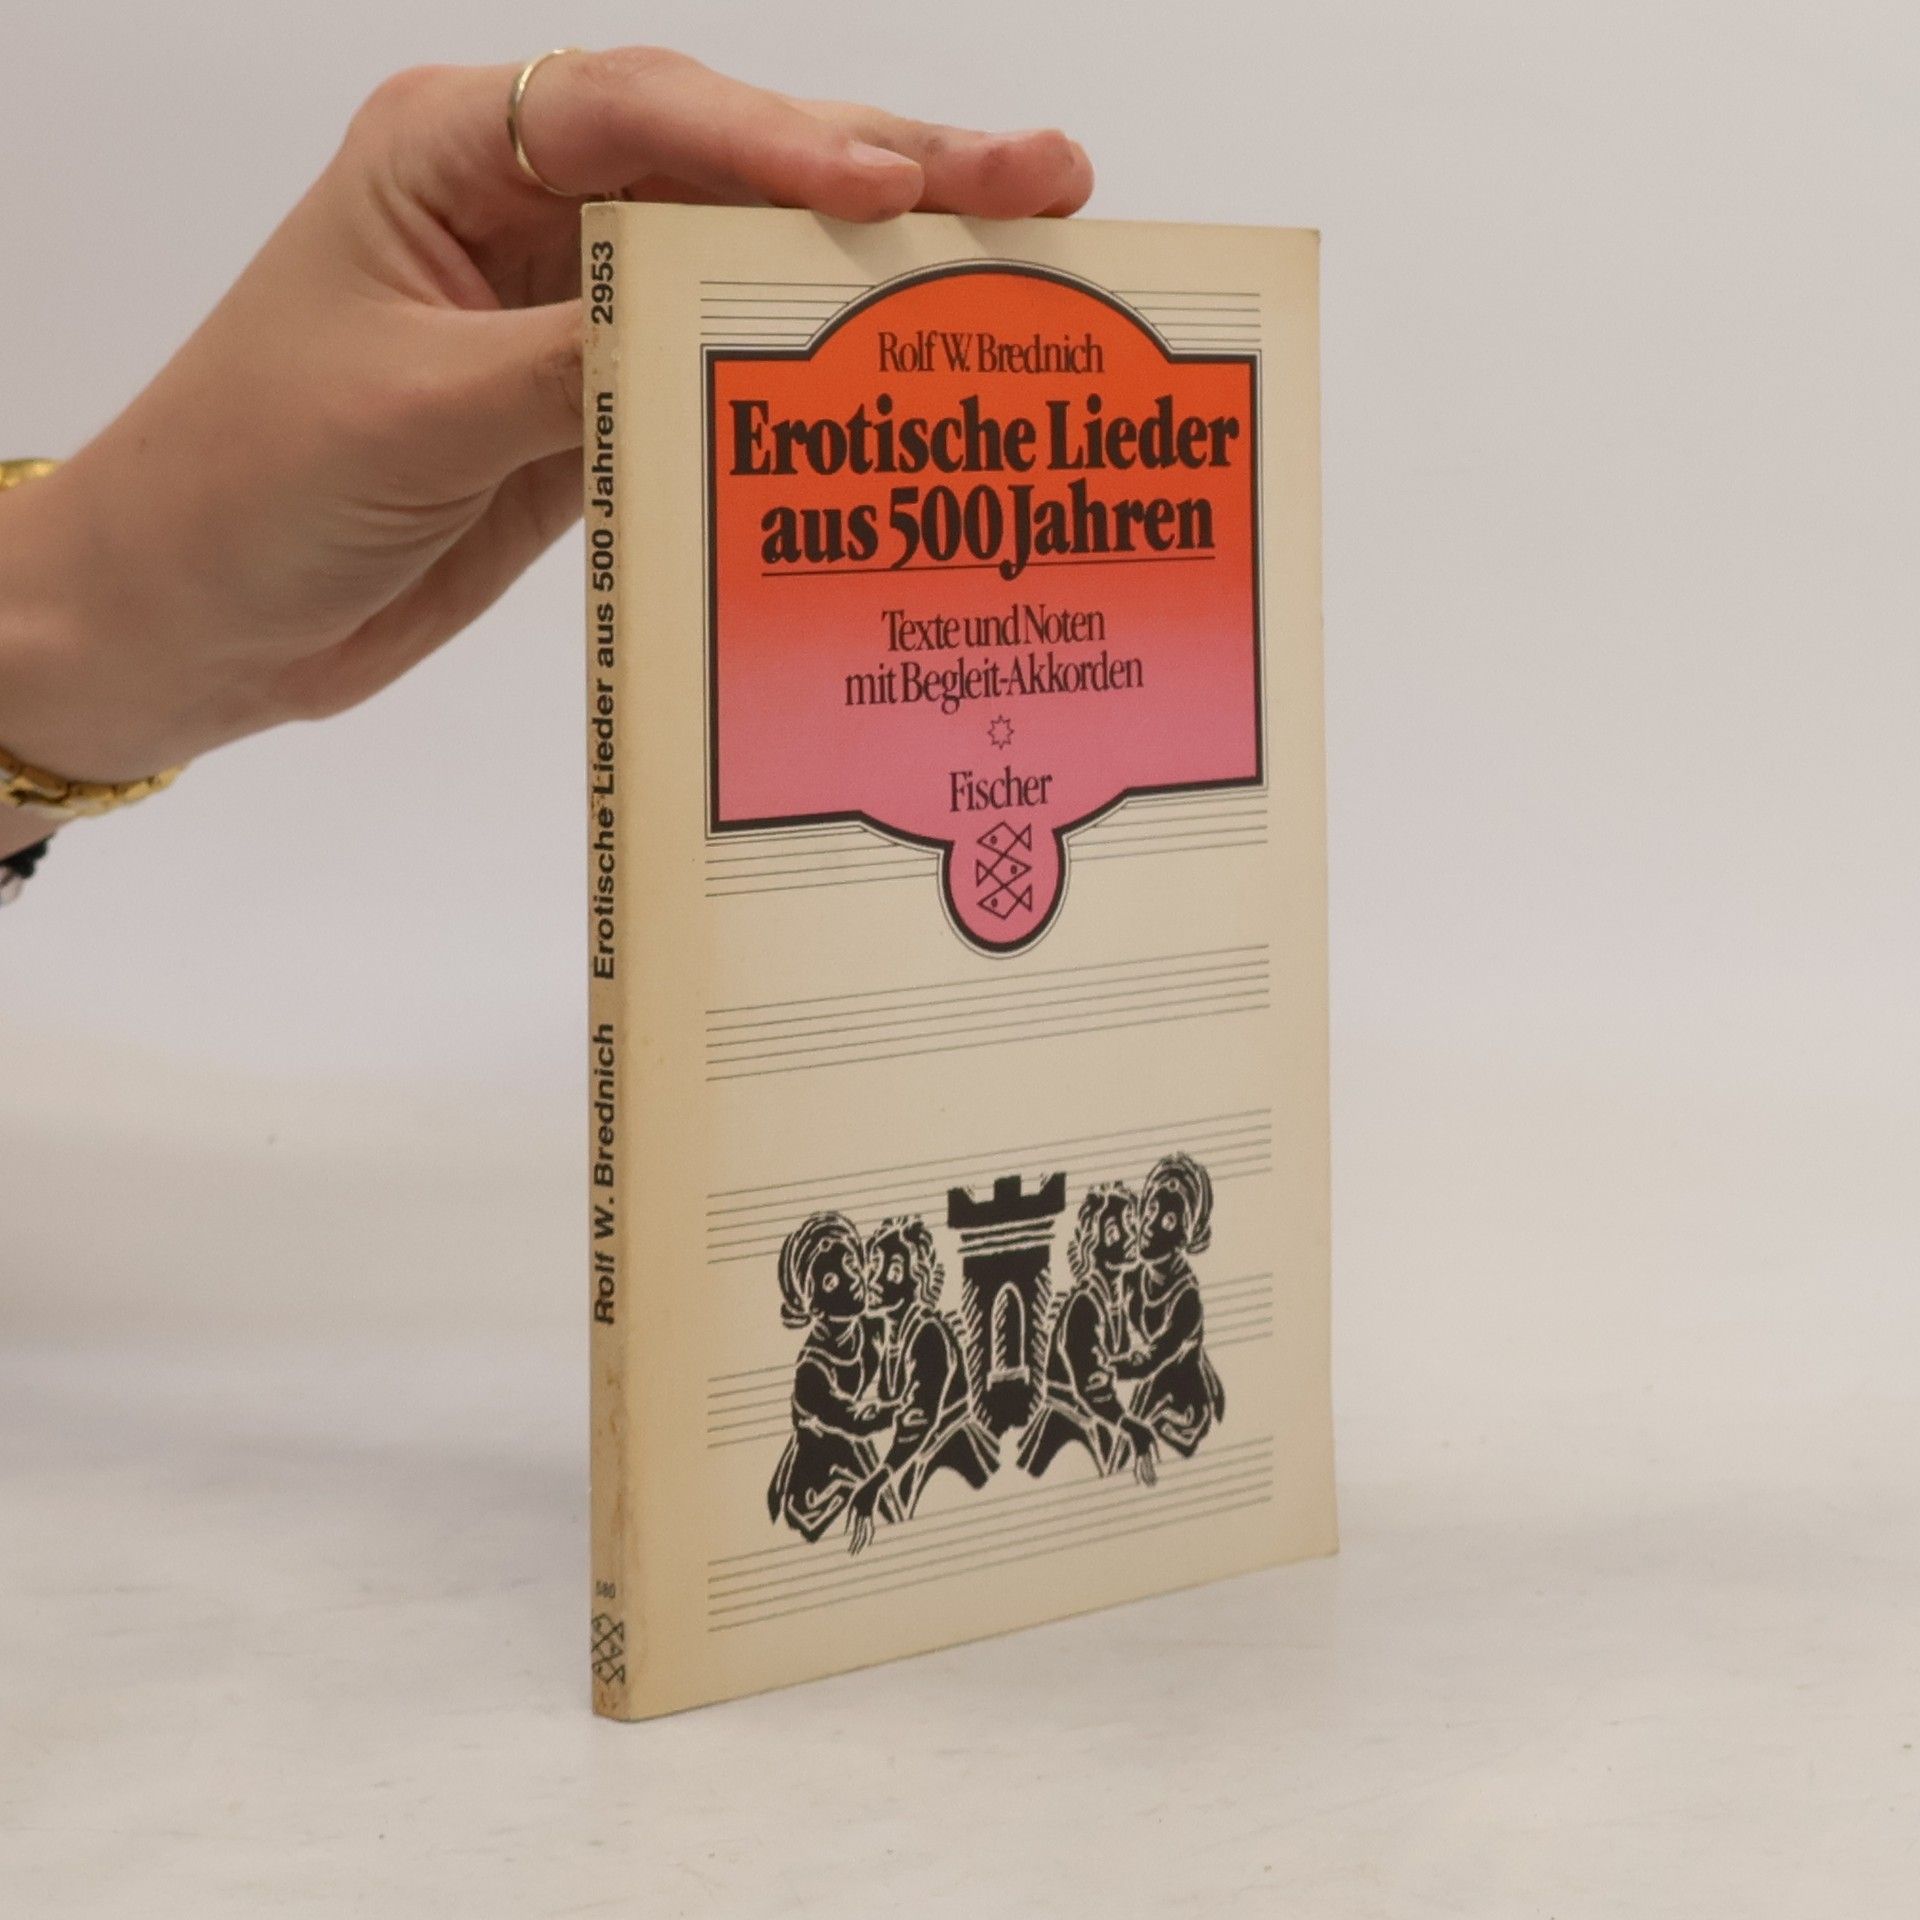 Rolf W. Brednich
Erotische Lieder
aus 500 Jahren
Texte und Noten
mit Begleit-Akkorden
Fischer
Rolf W. Brednich Erotische Lieder aus 500 Jahren 2953
580